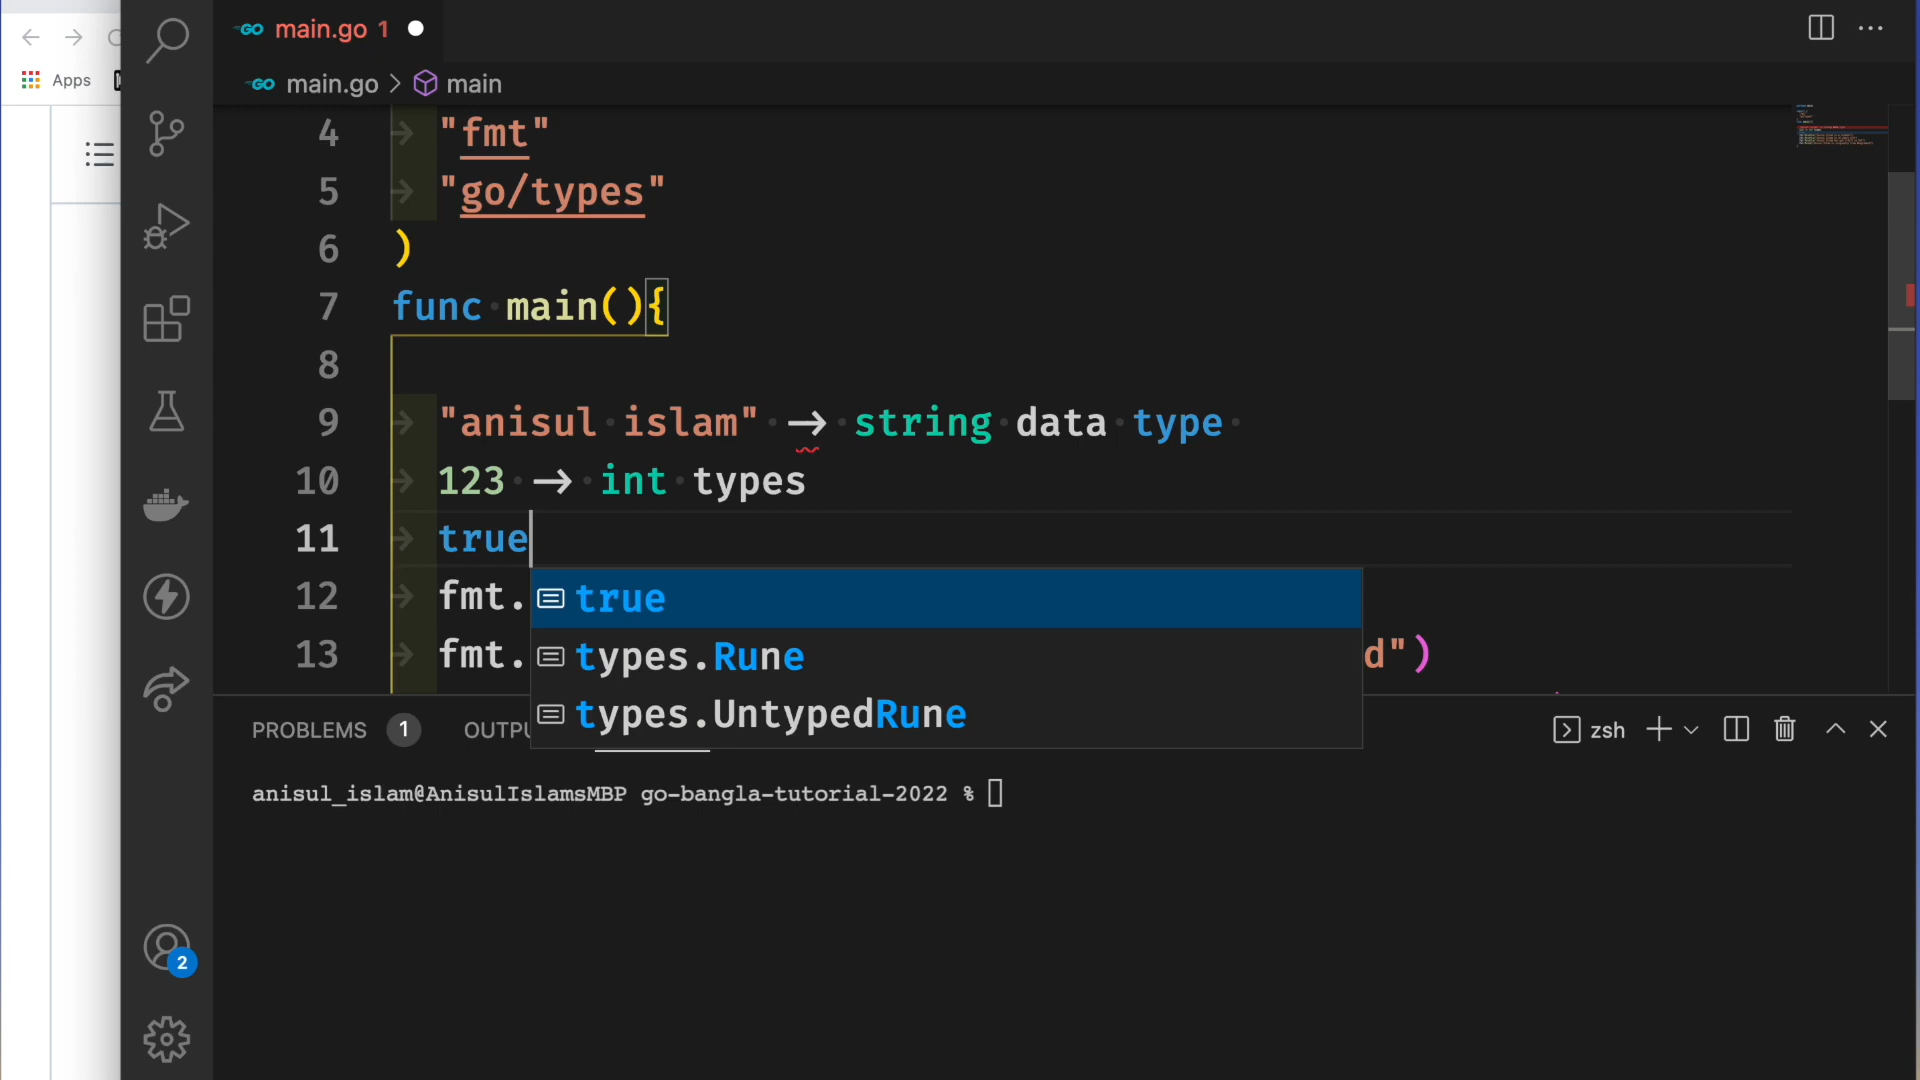 Apps
GO main.go 1
GO main.go > main
4 "fmt"
5 "go/types"
6 )
7 func main(){
8
9 "anisul islam" → string data type
10 123 → int types
11 true
12 fmt.
13 fmt. d")
true
types.Rune
types.UntypedRune
PROBLEMS 1 OUTPU zsh
anisul_islam@AnisulIslamsMBP go-bangla-tutorial-2022 %
2